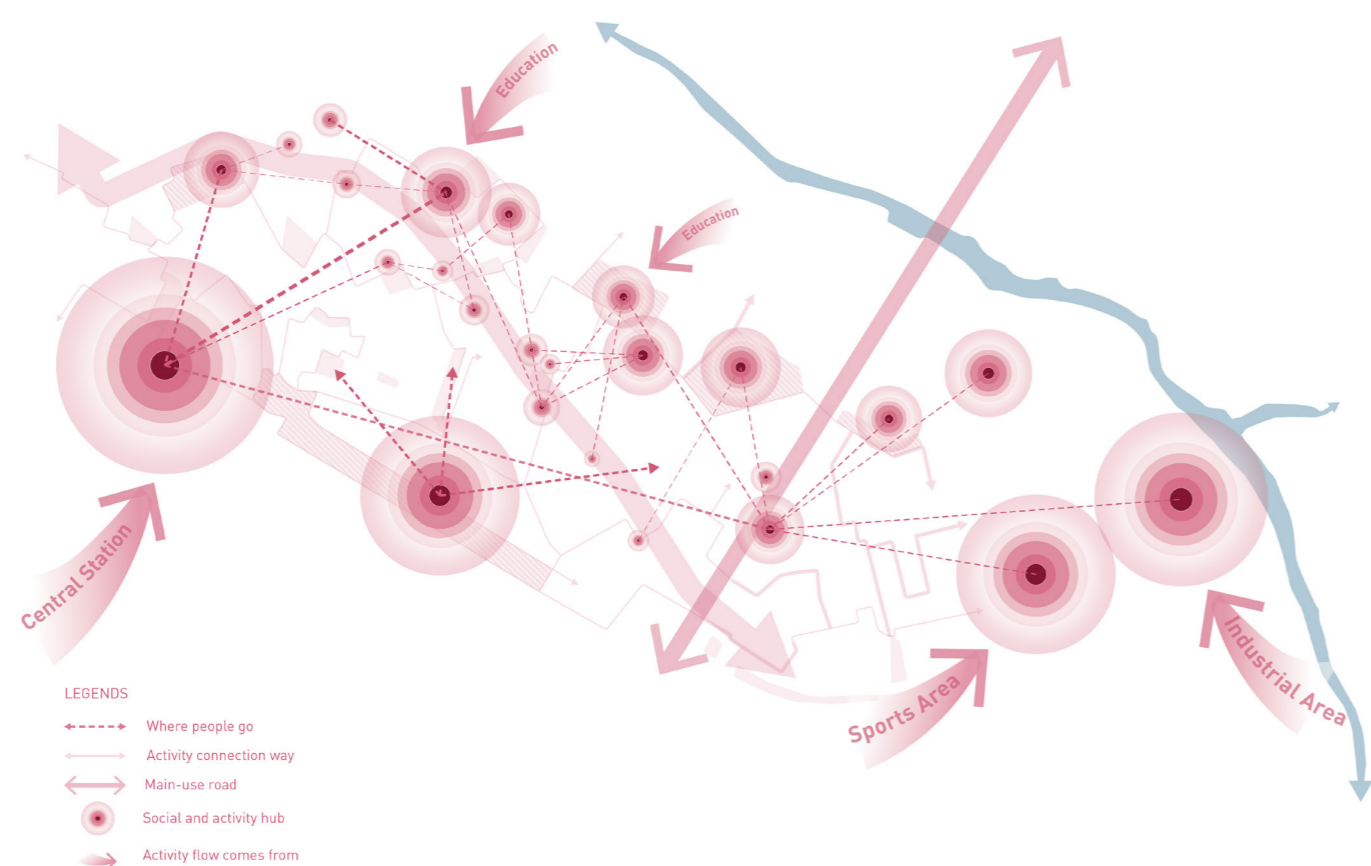 Education
Education
Central Station
Sports Area
Industrial Area
LEGENDS
Where people go
Activity connection way
Main-use road
Social and activity hub
Activity flow comes from